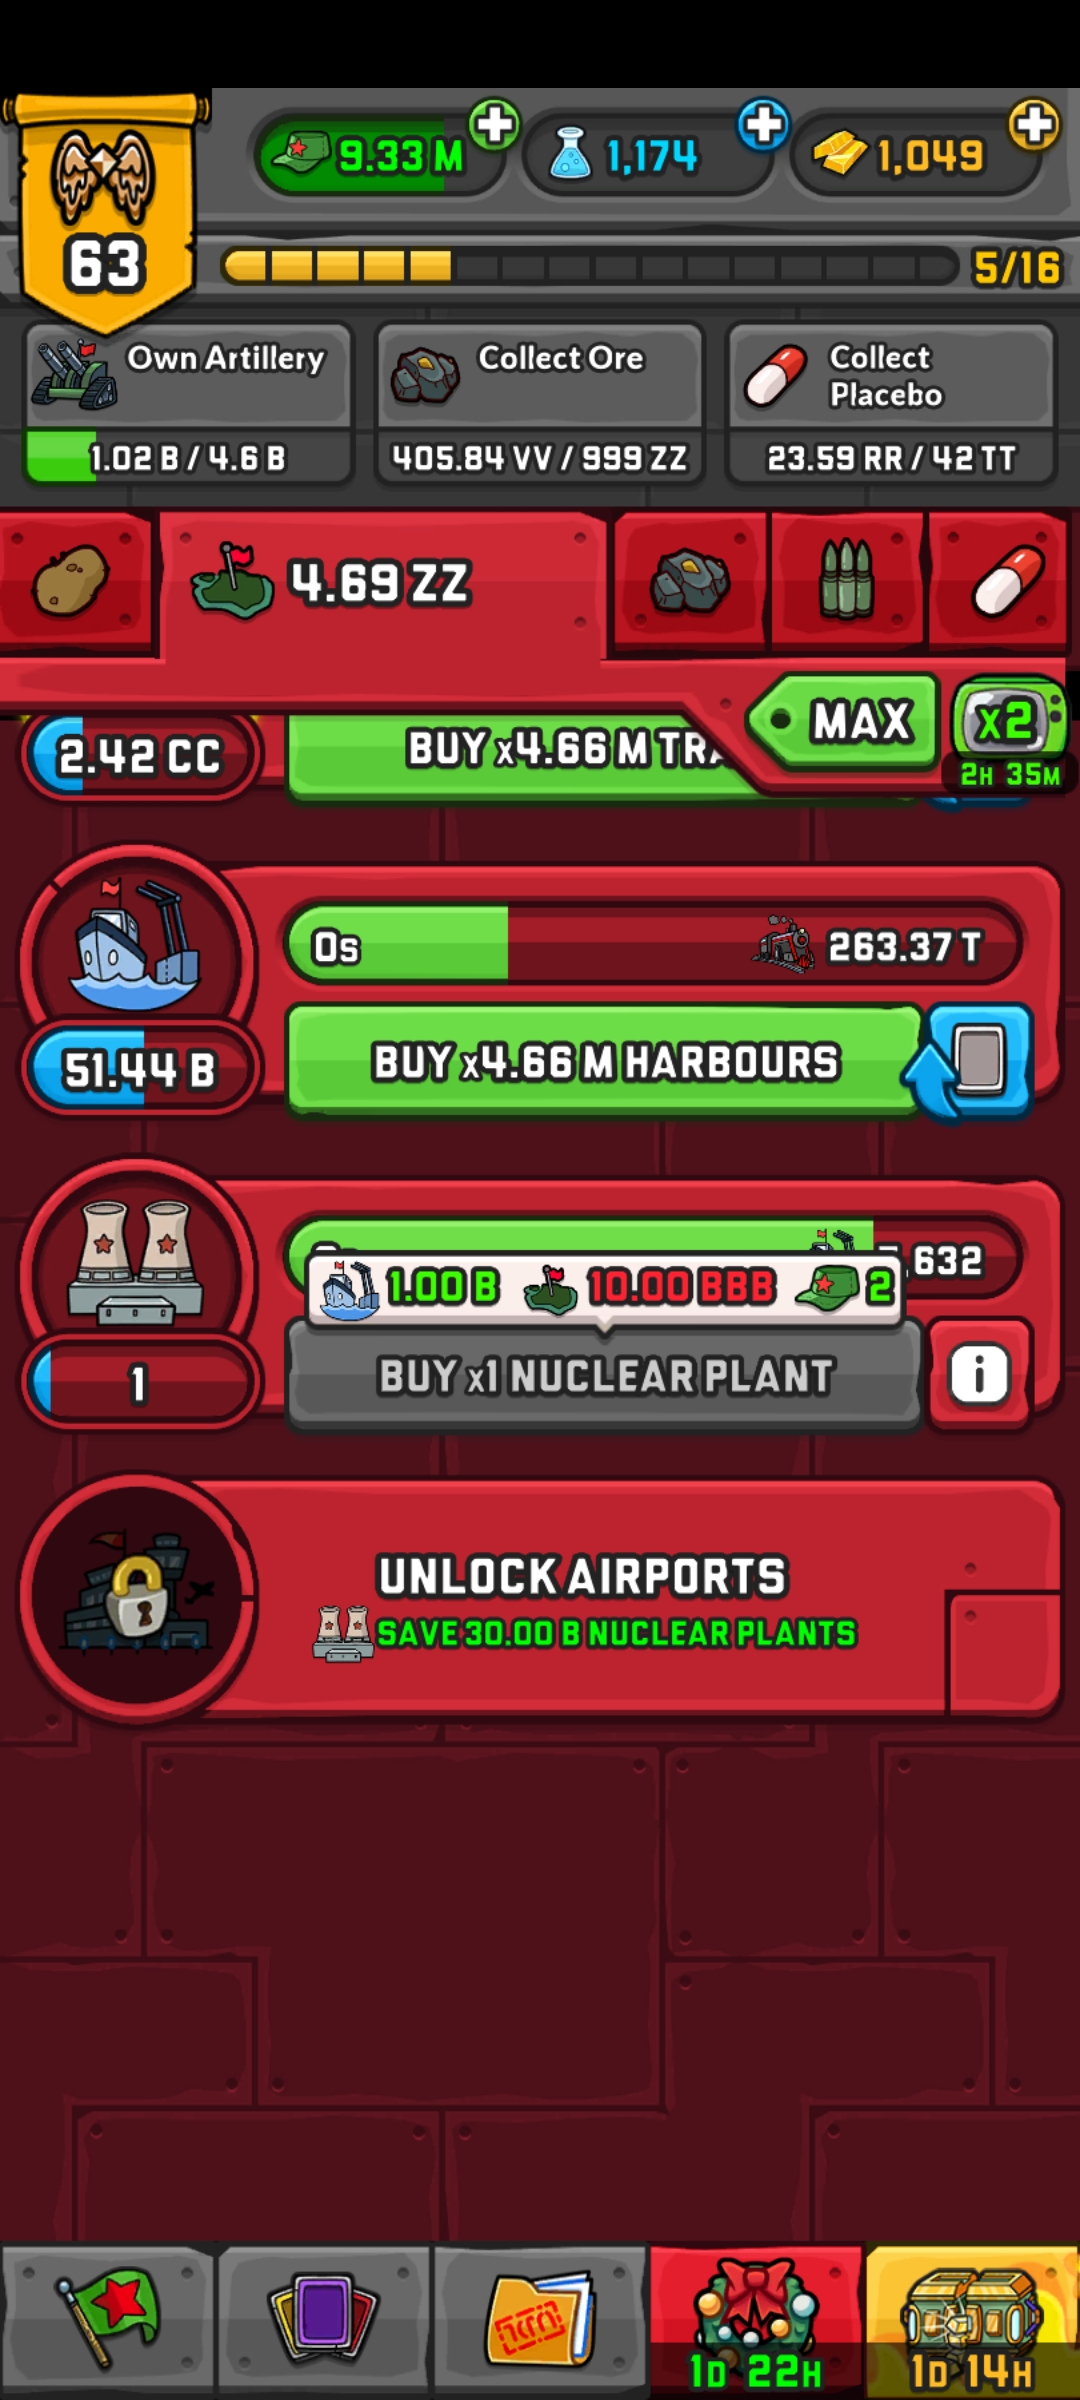 9.33 M
1,174
1,049
63
5/16
Own Artillery
1.02 B / 4.6 B
Collect Ore
405.84 VV / 999 ZZ
Collect
Placebo
23.59 RR / 42 TT
4.69 ZZ
MAX
x2
2H 35M
2.42 CC
BUY x4.66 M
0s
263.37 T
51.44 B
BUY x4.66 M HARBOURS
632
1.00 B
10.00 BBB
2
1
BUY x1 NUCLEAR PLANT
i
UNLOCK AIRPORTS
SAVE 30.00 B NUCLEAR PLANTS
1D 22H
1D 14H